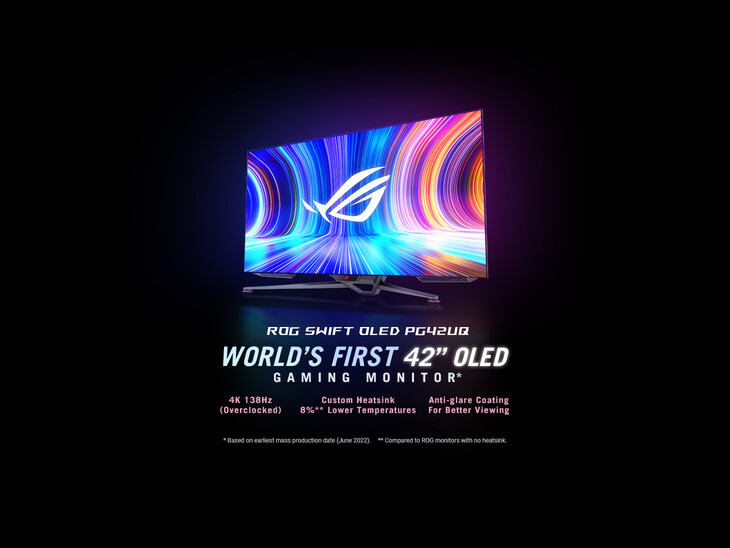 ROG SWIFT OLED PG42UQ
WORLD'S FIRST 42” OLED
GAMING MONITOR*
4K 138Hz
(Overclocked)
Custom Heatsink
8%** Lower Temperatures
Anti-glare Coating
For Better Viewing
* Based on earliest mass production date (June 2022). ** Compared to ROG monitors with no heatsink.